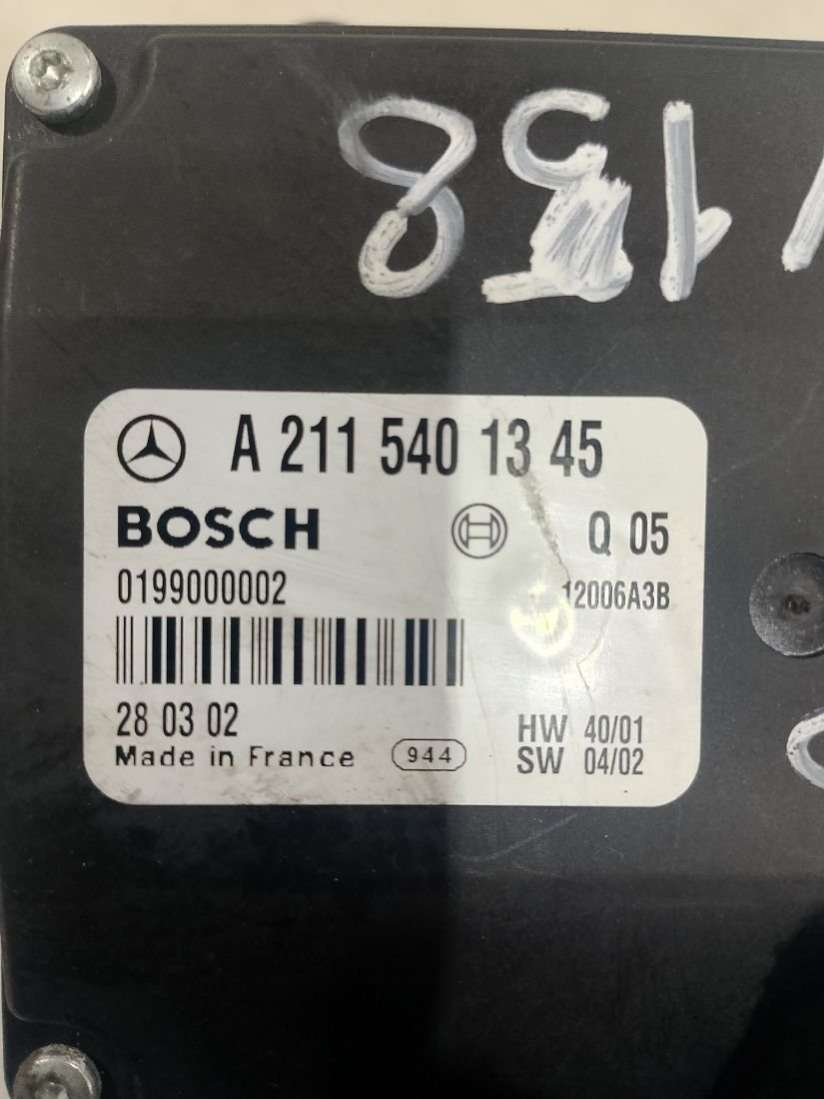 A 211 540 13 45
BOSCH
Q 05
0199000002
12006A3B
28 03 02
HW 40/01
Made in France
944
SW 04/02